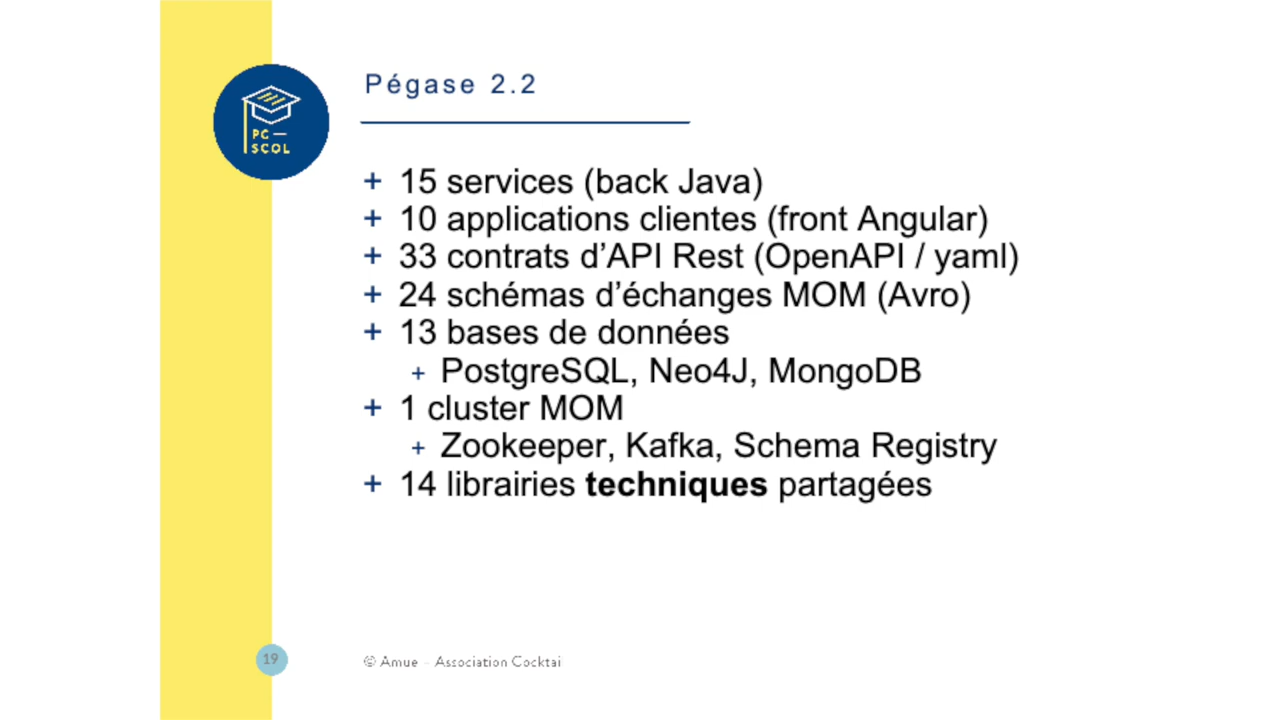 PC —
SCOL
Pégase 2.2
+ 15 services (back Java)
+ 10 applications clientes (front Angular)
+ 33 contrats d’API Rest (OpenAPI / yaml)
+ 24 schémas d’échanges MOM (Avro)
+ 13 bases de données
+ PostgreSQL, Neo4J, MongoDB
+ 1 cluster MOM
+ Zookeeper, Kafka, Schema Registry
+ 14 librairies techniques partagées
19
© Amue – Association Cocktai